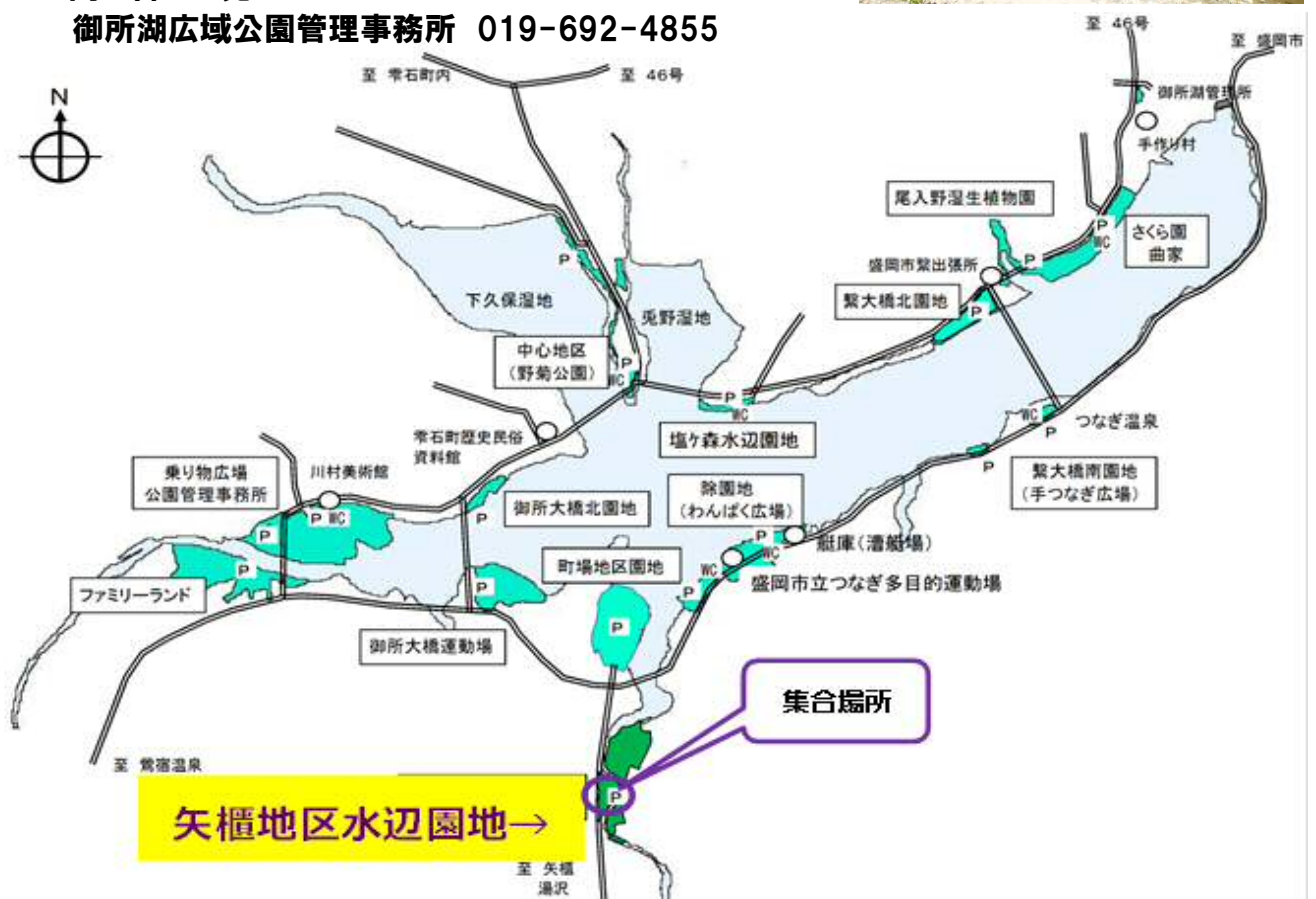 御所湖広域公園管理事務所 019-692-4855
至 46号
至 盛岡市
至 雫石町内
至 46号
N
御所湖管理所
手作り村
尾入野湿生植物園
P
WC
さくら園
曲家
P
盛岡市繋出張所
繋大橋北園地
P
下久保湿地
P
兎野湿地
中心地区
(野菊公園)
P
WC
P
WC
塩ヶ森水辺園地
WC
P
つなぎ温泉
P
繋大橋南園地
(手つなぎ広場)
雫石町歴史民俗
資料館
乗り物広場
公園管理事務所
川村美術館
P
WC
P
御所大橋北園地
P
除園地
(わんぱく広場)
P
艇庫(漕艇場)
WC
WC
盛岡市立つなぎ多目的運動場
P
町場地区園地
P
P
ファミリーランド
P
御所大橋運動場
集合場所
至 鶯宿温泉
P
矢櫃地区水辺園地→
至 矢櫃
湯沢